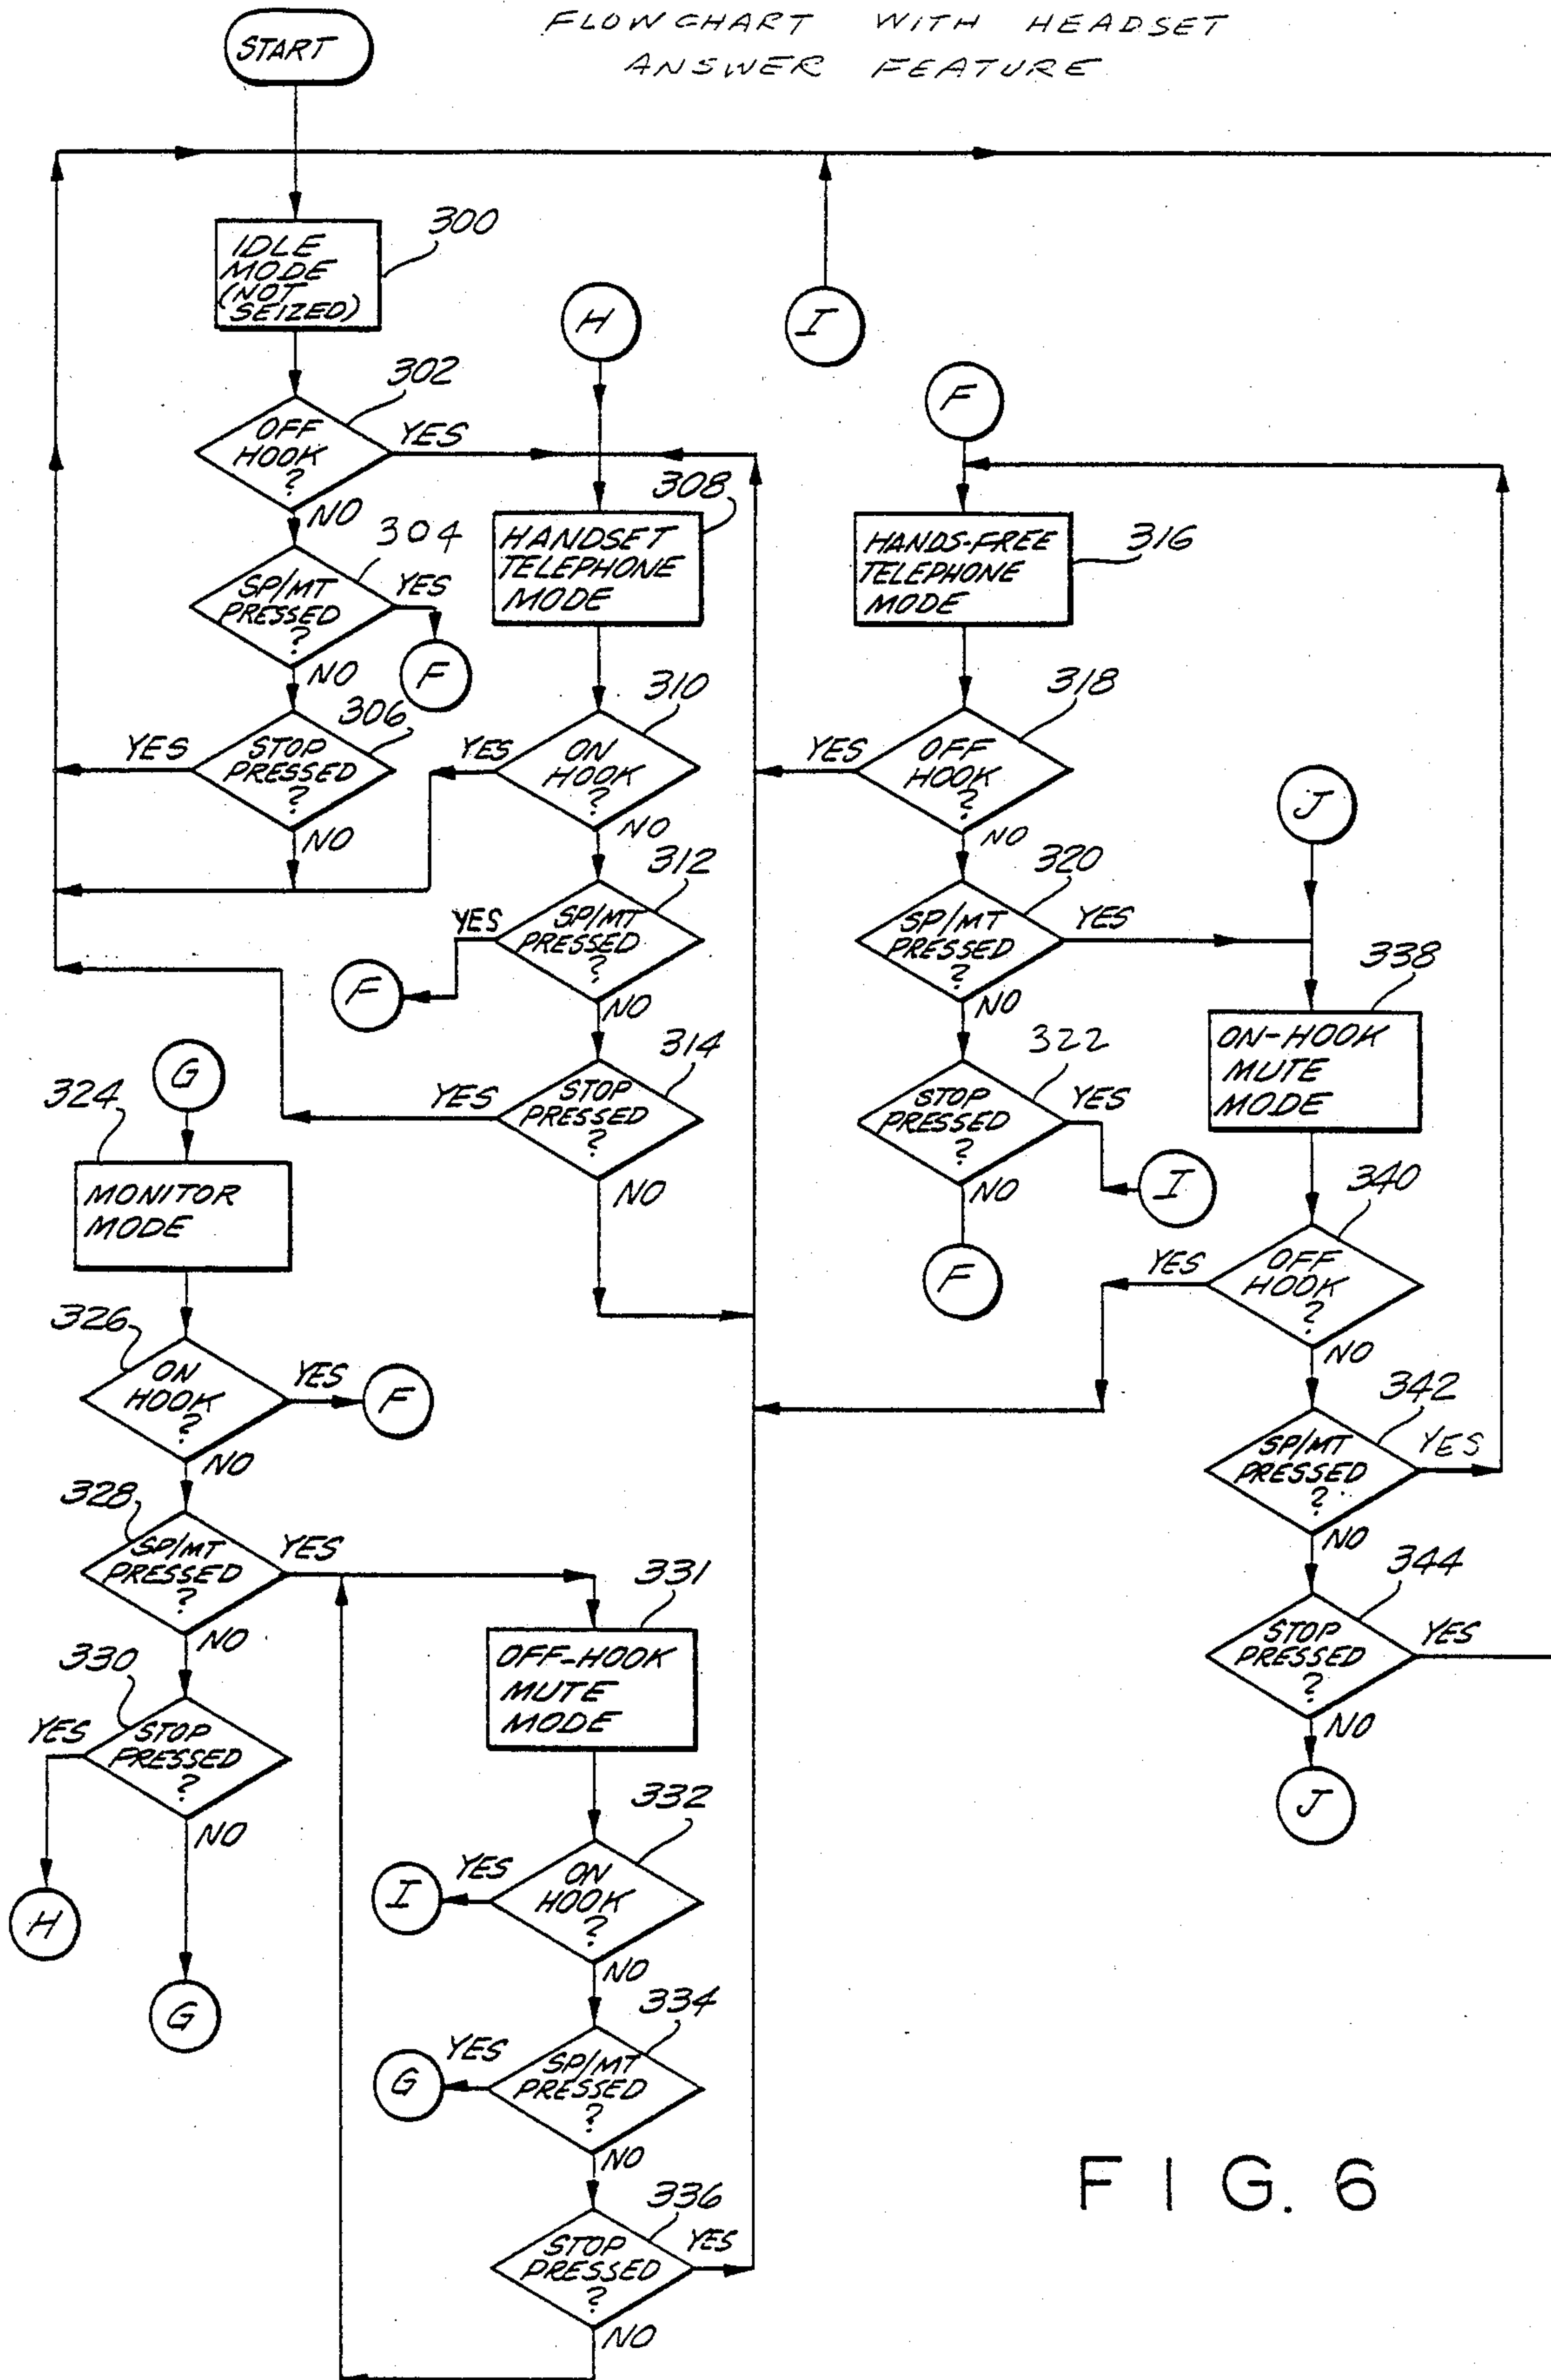 FLOWCHART WITH HEADSET
ANSWER FEATURE
START
IDLE
MODE
(NOT
SEIZED)
300
H
I
302
OFF
HOOK
?
YES
NO
304
SP/MT
PRESSED
?
YES
NO
F
306
STOP
PRESSED
?
YES
NO
308
HANDSET
TELEPHONE
MODE
310
ON
HOOK
?
YES
NO
312
SP/MT
PRESSED
?
YES
NO
F
314
STOP
PRESSED
?
YES
NO
F
HANDS-FREE
TELEPHONE
MODE
316
318
OFF
HOOK
?
YES
NO
320
SP/MT
PRESSED
?
YES
NO
322
STOP
PRESSED
?
YES
NO
I
F
J
338
ON-HOOK
MUTE
MODE
340
OFF
HOOK
?
YES
NO
342
SP/MT
PRESSED
?
YES
NO
344
STOP
PRESSED
?
YES
NO
J
G
324
MONITOR
MODE
326
ON
HOOK
?
YES
F
NO
328
SP/MT
PRESSED
?
YES
NO
330
STOP
PRESSED
?
YES
NO
H
G
331
OFF-HOOK
MUTE
MODE
332
ON
HOOK
?
YES
I
NO
334
SP/MT
PRESSED
?
YES
G
NO
336
STOP
PRESSED
?
YES
NO
FIG. 6